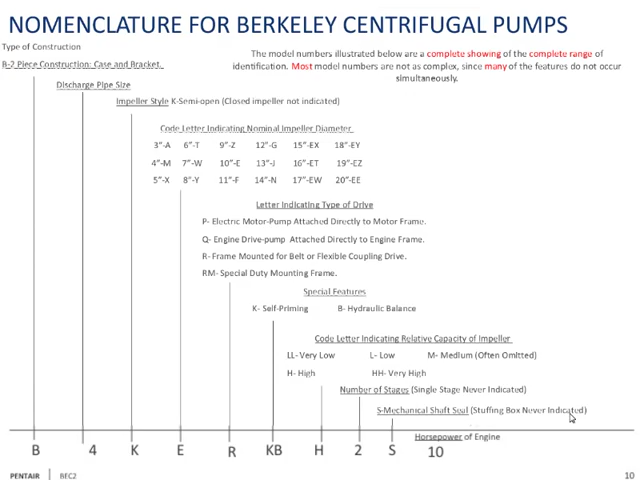 NOMENCLATURE FOR BERKELEY CENTRIFUGAL PUMPS
Type of Construction
B-2 Piece Construction: Case and Bracket.
The model numbers illustrated below are a complete showing of the complete range of
identification. Most model numbers are not as complex, since many of the features do not occur
simultaneously.
Discharge Pipe Size
Impeller Style K-Semi-open (Closed impeller not indicated)
Code Letter Indicating Nominal Impeller Diameter
3"-A 6"-T 9"-Z 12"-G 15"-EX 18"-EY
4"-M 7"-W 10"-E 13"-J 16"-ET 19"-EZ
5"-X 8"-Y 11"-F 14"-N 17"-EW 20"-EE
Letter Indicating Type of Drive
P- Electric Motor-Pump Attached Directly to Motor Frame.
Q- Engine Drive-pump Attached Directly to Engine Frame.
R- Frame Mounted for Belt or Flexible Coupling Drive.
RM- Special Duty Mounting Frame.
Special Features
K- Self-Priming B- Hydraulic Balance
Code Letter Indicating Relative Capacity of Impeller
LL- Very Low L- Low M- Medium (Often Omitted)
H- High HH- Very High
Number of Stages (Single Stage Never Indicated)
S-Mechanical Shaft Seal (Stuffing Box Never Indicated)
Horsepower of Engine
B 4 K E R KB H 2 S 10
PENTAIR BEC2 10